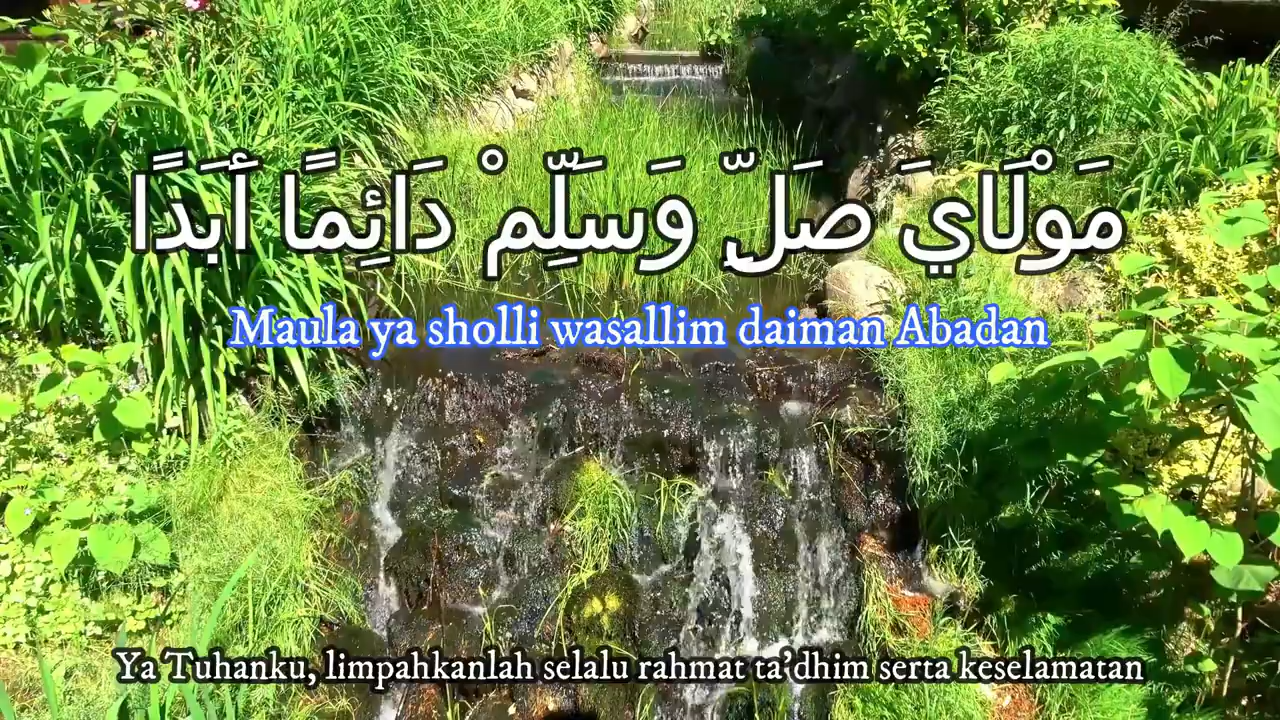 مَوْلَايَ صَلِّ وَسَلِّمْ دَائِمًا أَبَدًا
Maula ya sholli wasallim daiman Abadan
Ya Tuhanku, limpahkanlah selalu rahmat ta'dhim serta keselamatan